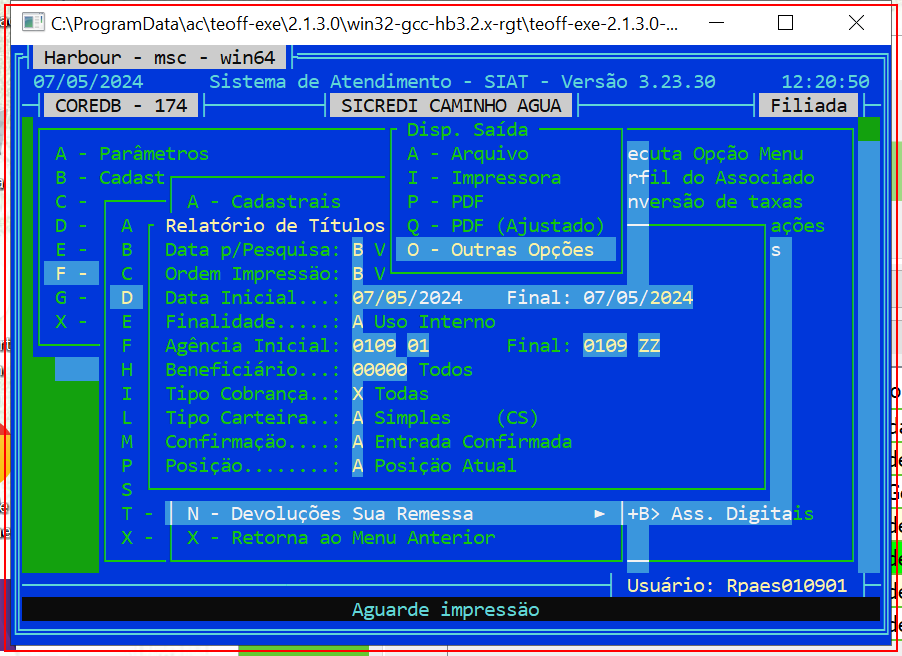 C:\ProgramData\ac\teoff-exe\2.1.3.0\win32-gcc-hb3.2.x-rgt\teoff-exe-2.1.3.0-...
Harbour - msc - win64
07/05/2024 Sistema de Atendimento - SIAT - Versão 3.23.30 12:20:50
COREDB - 174 SICREDI CAMINHO AGUA Filiada
Disp. Saída
A - Parâmetros A - Arquivo ecuta Opção Menu
B - Cadast I - Impressora rfil do Associado
C - A - Cadastrais P - PDF nversão de taxas
D - A Relatório de Títulos Q - PDF (Ajustado) ações
E - B Data p/Pesquisa: B V O - Outras Opções s
F - C Ordem Impressäo: B V
G - D Data Inicial...: 07/05/2024 Final: 07/05/2024
X - E Finalidade.....: A Uso Interno
F Agência Inicial: 0109 01 Final: 0109 ZZ
H Beneficiário...: 00000 Todos
I Tipo Cobrança..: X Todas
L Tipo Carteira..: A Simples (CS)
M Confirmaçäo....: A Entrada Confirmada
P Posiçäo........: A Posiçäo Atual
S
T - N - Devoluções Sua Remessa ► +B> Ass. Digitais
X - X - Retorna ao Menu Anterior
Usuário: Rpaes010901
Aguarde impressäo